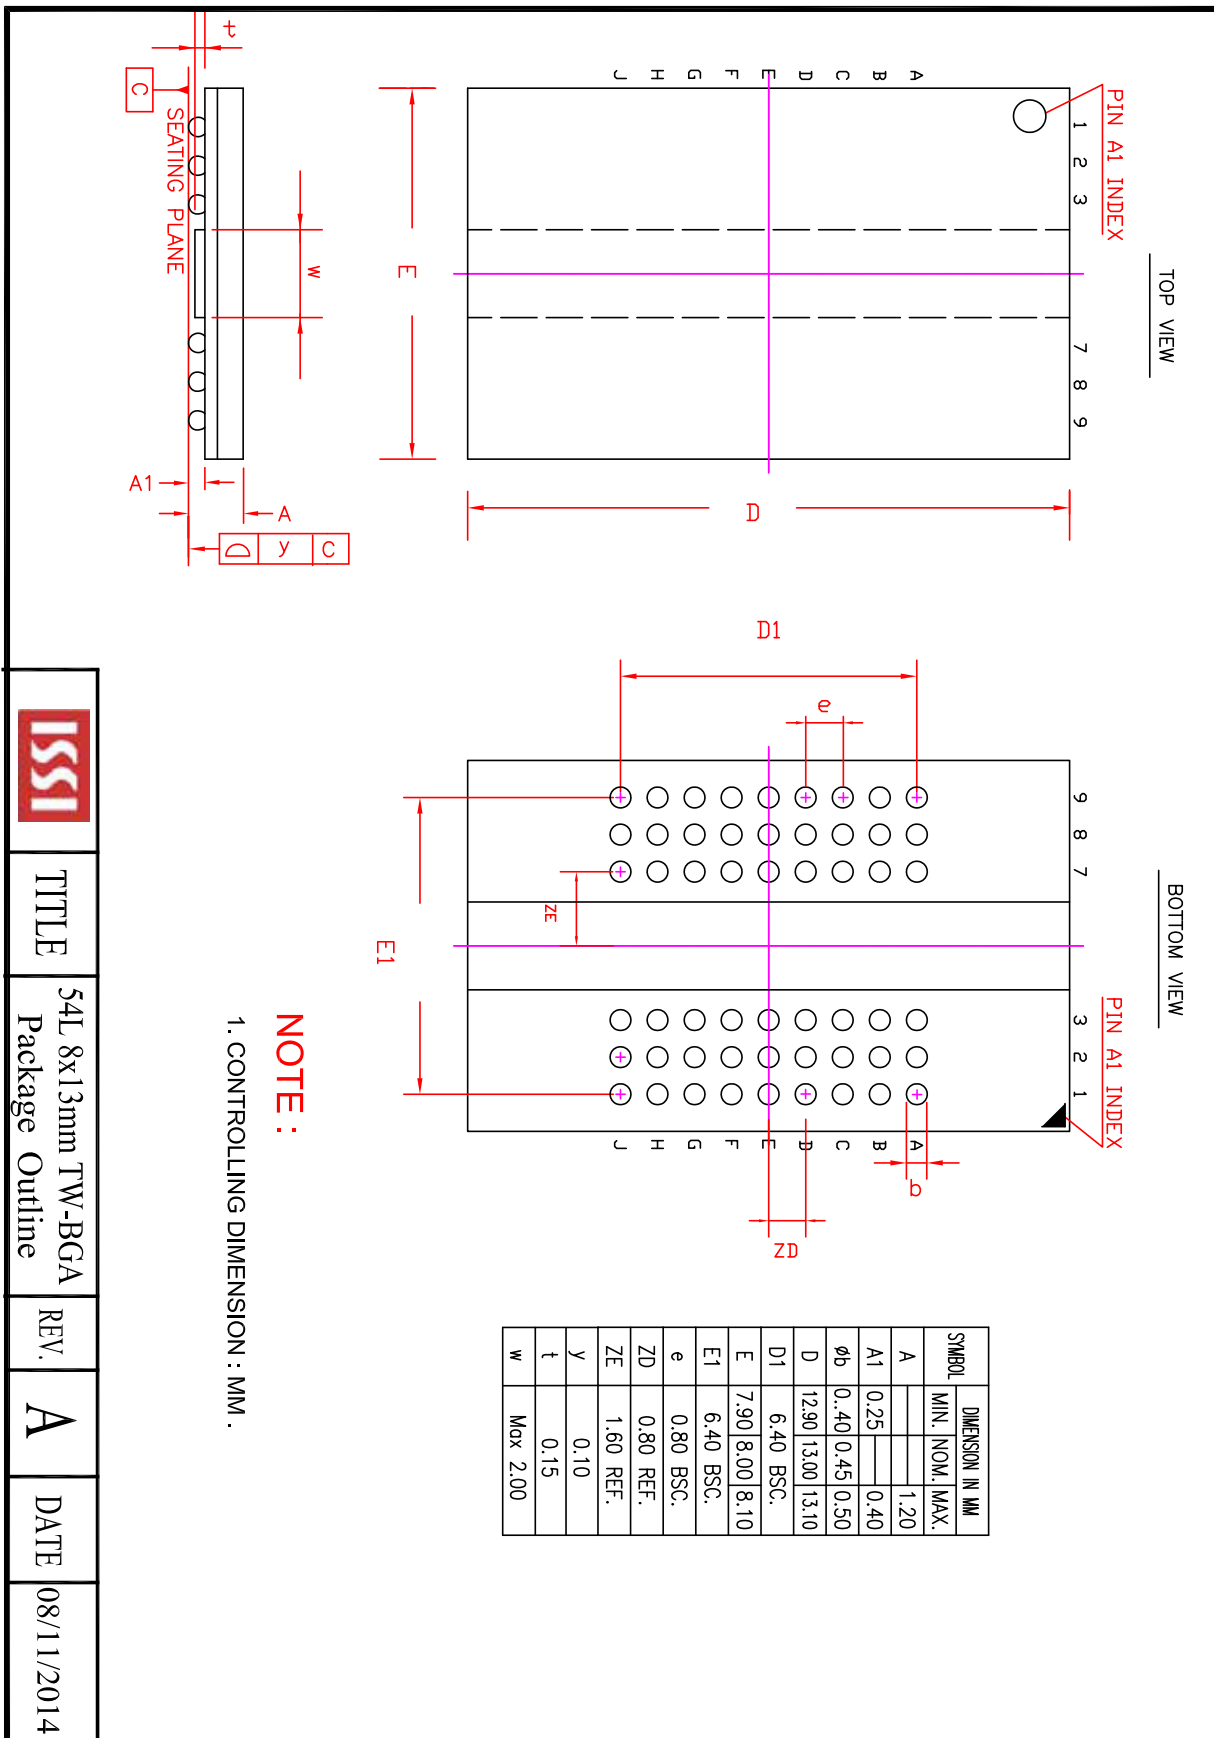 TOP VIEW
PIN A1 INDEX
1 2 3 7 8 9
A
B
C
D
E
F
G
H
J
D
E
w
t
C
SEATING PLANE
A1
A
y C
BOTTOM VIEW
PIN A1 INDEX
9 8 7 3 2 1
A
B
C
D
E
F
G
H
J
D1
e
ZE
E1
b
ZD
SYMBOL DIMENSION IN MM
MIN. NOM. MAX.
A 1.20
A1 0.25 0.40
øb 0..40 0.45 0.50
D 12.90 13.00 13.10
D1 6.40 BSC.
E 7.90 8.00 8.10
E1 6.40 BSC.
e 0.80 BSC.
ZD 0.80 REF.
ZE 1.60 REF.
y 0.10
t 0.15
w Max 2.00
NOTE :
1. CONTROLLING DIMENSION : MM .
ISSI
TITLE
54L 8x13mm TW-BGA
Package Outline
REV.
A
DATE
08/11/2014